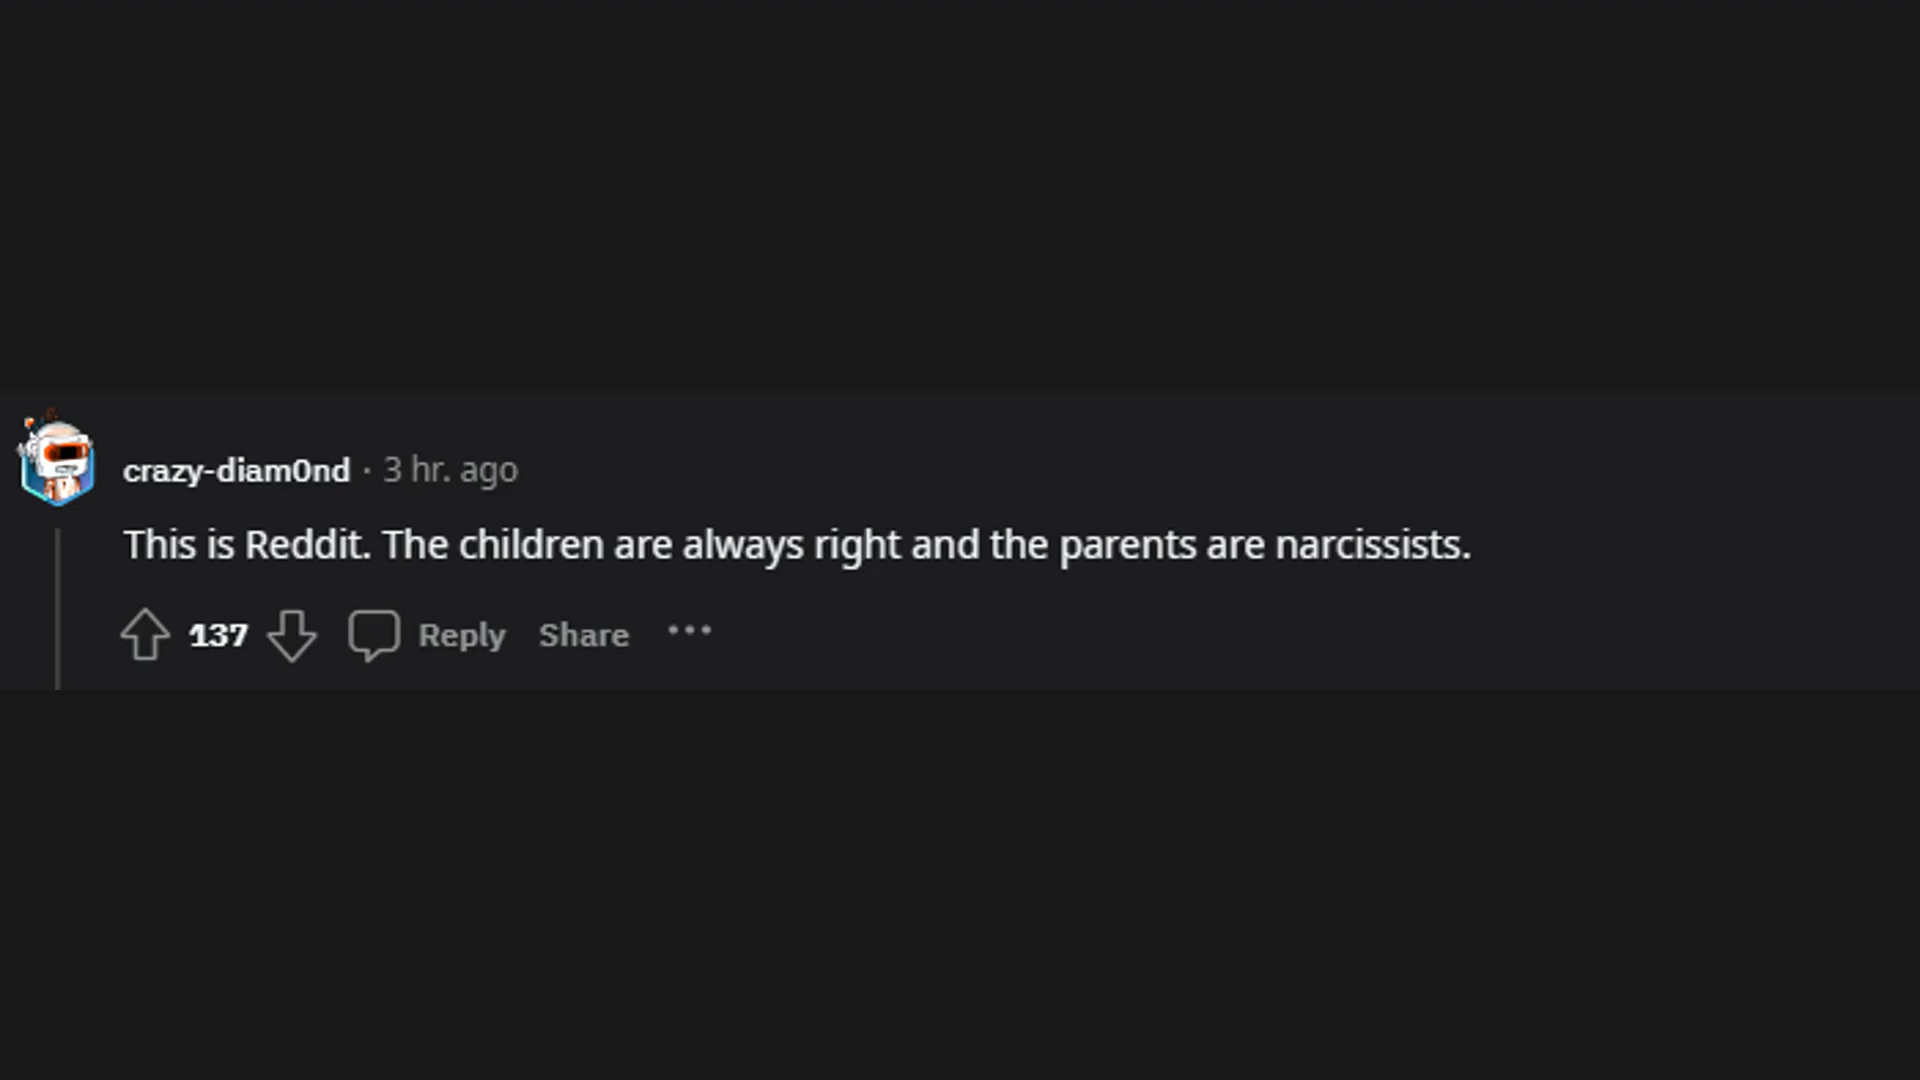 crazy-diam0nd · 3 hr. ago
This is Reddit. The children are always right and the parents are narcissists.
137 Reply Share ...